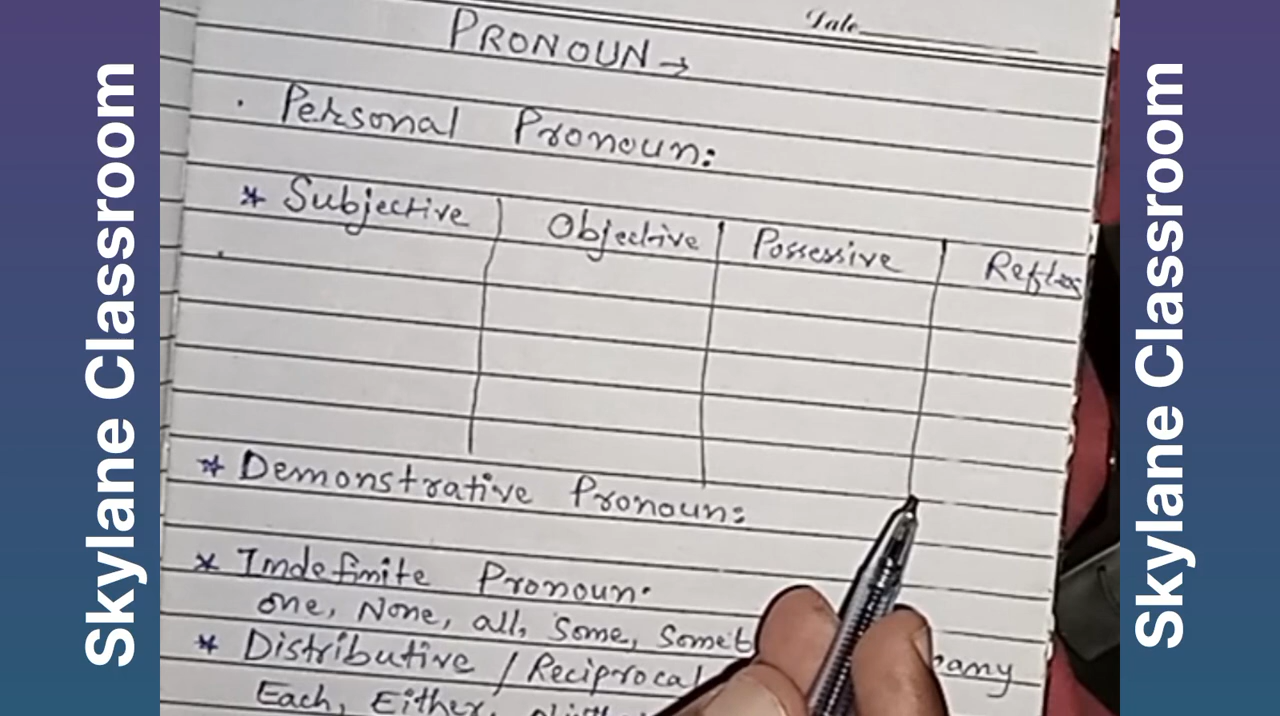 Skylane Classroom
Date
PRONOUN →
. Personal Pronoun:
* Subjective Objective Possessive
* Demonstrative Pronoun:
* Indefinite Pronoun.
One, None, all, Some,
* Distributive / Reciprocal
Each, Either,
Skylane Classroom